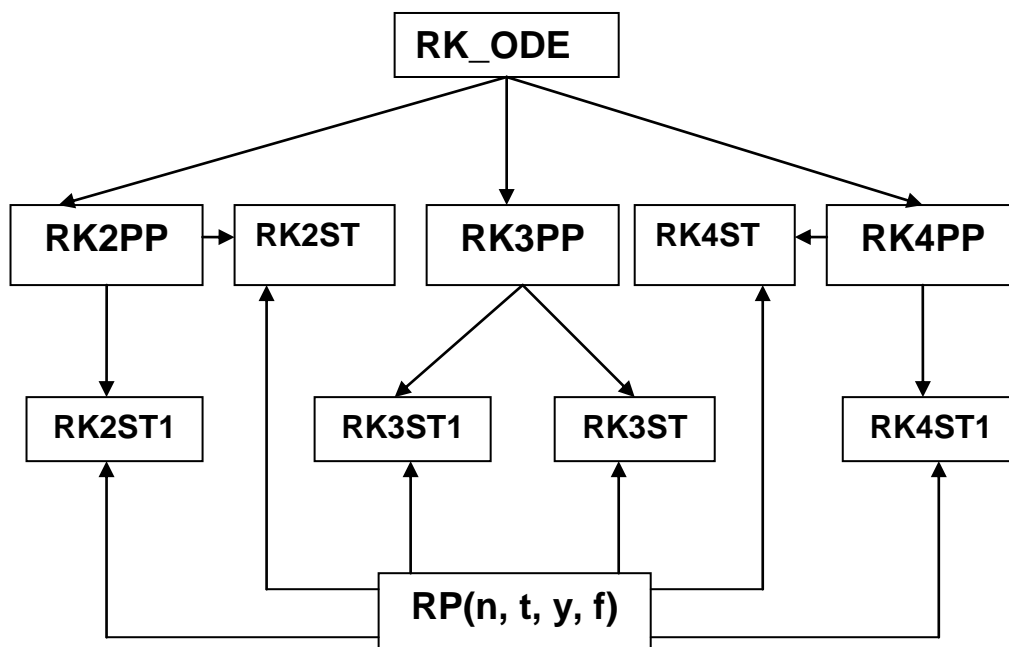 RK_ODE
RK2PP
RK2ST
RK3PP
RK4ST
RK4PP
RK2ST1
RK3ST1
RK3ST
RK4ST1
RP(n, t, y, f)